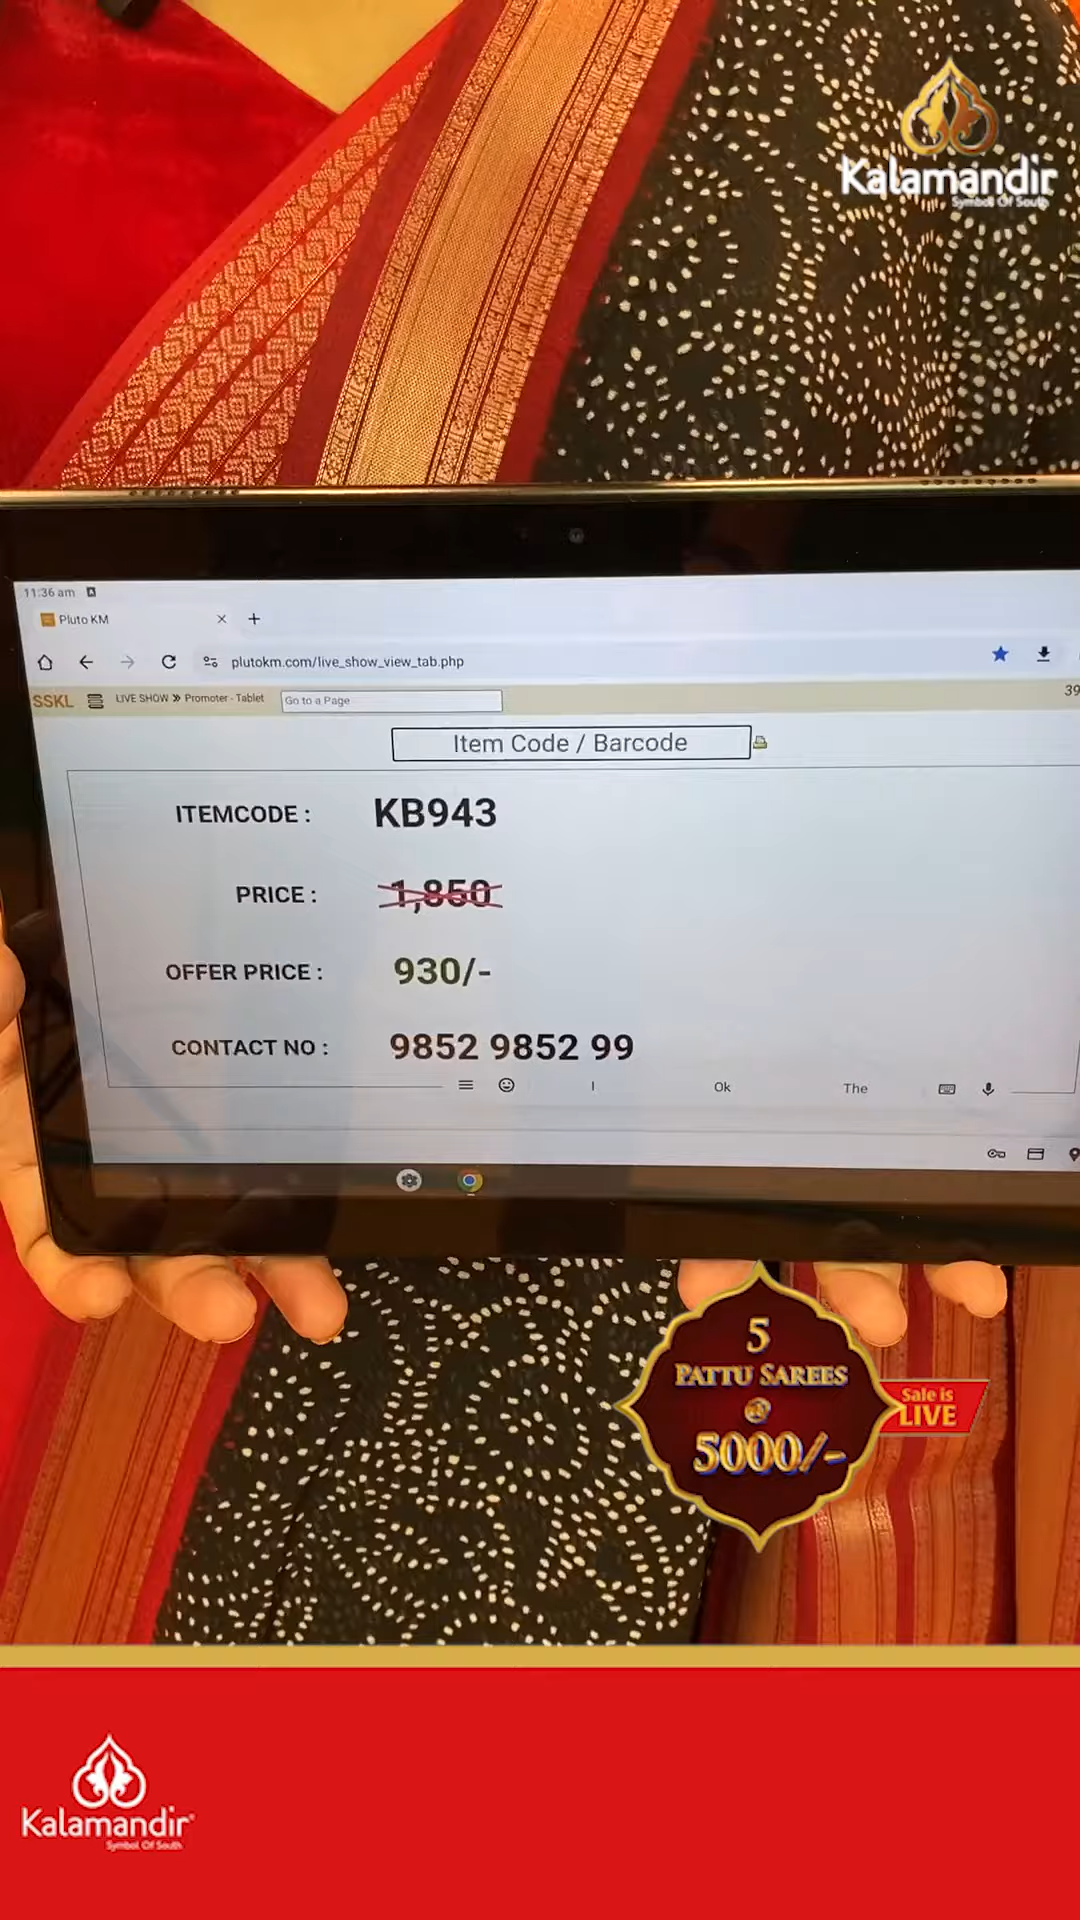 Kalamandir
Symbol Of South
11:36 am
Pluto KM
plutokm.com/live_show_view_tab.php
SSKL
LIVE SHOW » Promoter - Tablet
Go to a Page
39
Item Code / Barcode
ITEMCODE : KB943
PRICE : 1,850
OFFER PRICE : 930/-
CONTACT NO : 9852 9852 99
I Ok The
5
PATTU SAREES
@
5000/-
Sale is
LIVE
Kalamandir
Symbol Of South